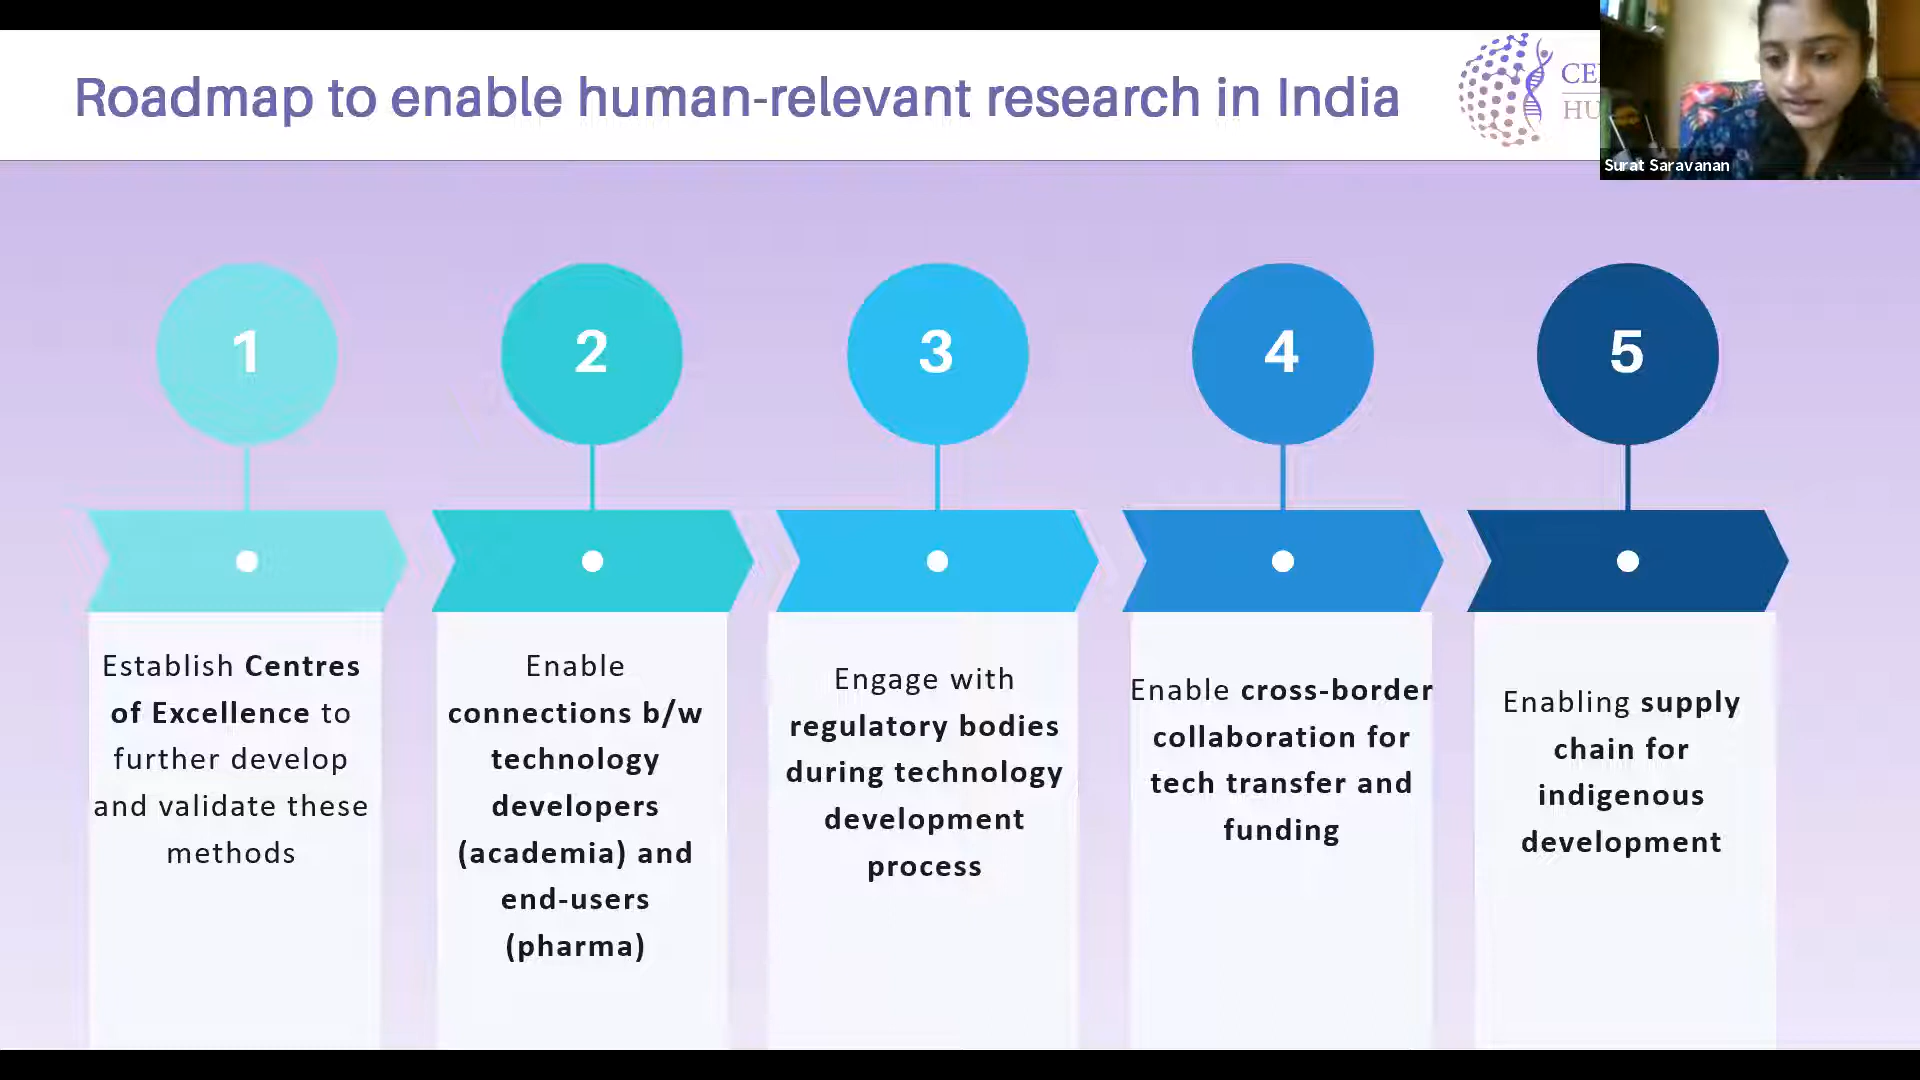 Roadmap to enable human-relevant research in India
Surat Saravanan
1
2
3
4
5
Establish Centres
of Excellence to
further develop
and validate these
methods
Enable
connections b/w
technology
developers
(academia) and
end-users
(pharma)
Engage with
regulatory bodies
during technology
development
process
Enable cross-border
collaboration for
tech transfer and
funding
Enabling supply
chain for
indigenous
development